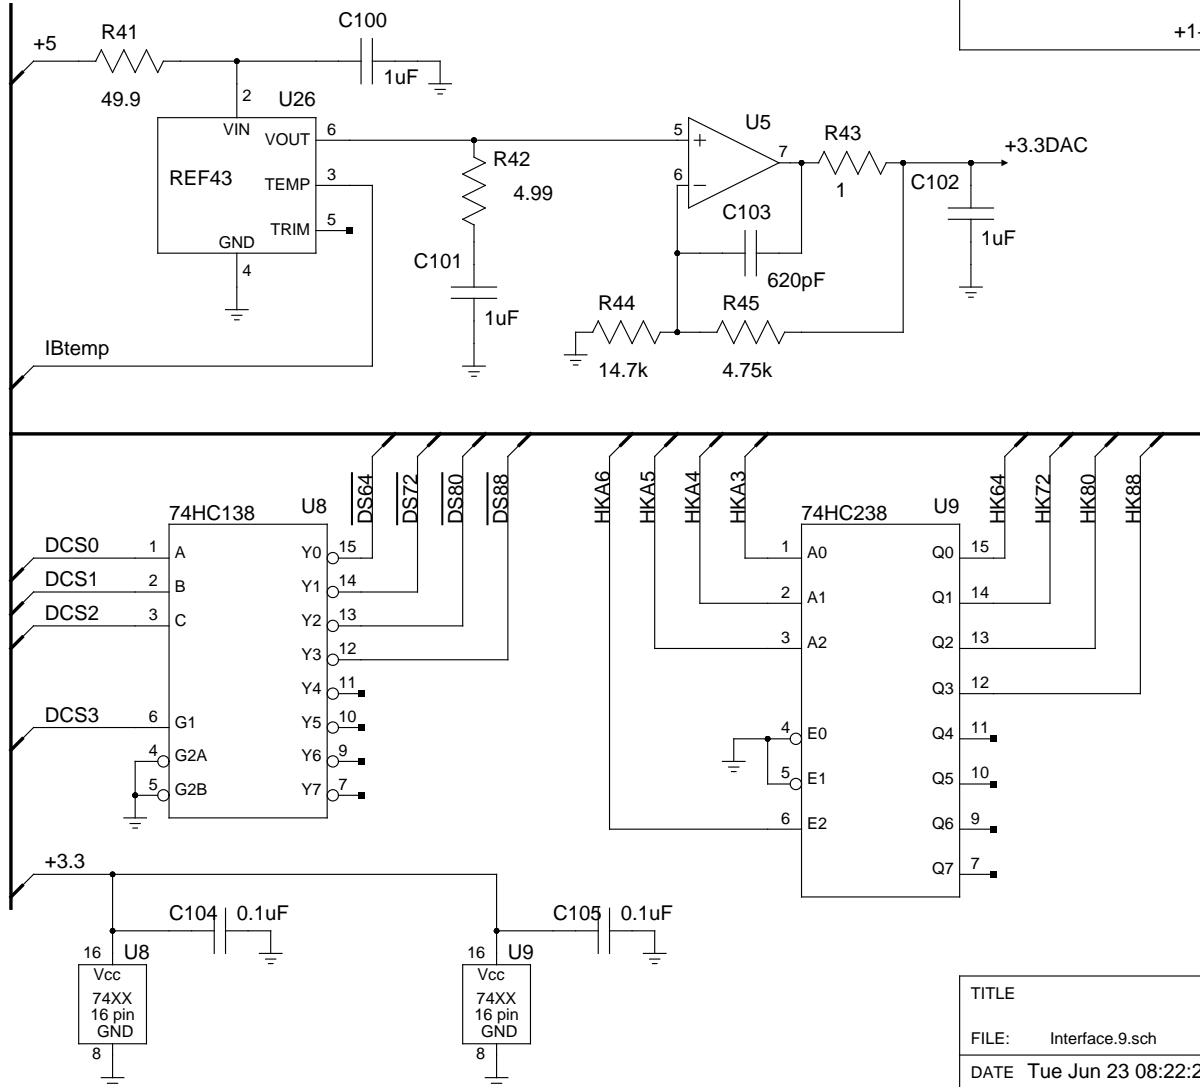 +5
R41
49.9
C100
1uF
+1
2
U26
VIN
VOUT
6
REF43
TEMP
3
TRIM
5
GND
4
R42
4.99
C101
1uF
5
+
6
−
U5
7
R43
1
+3.3DAC
C102
1uF
C103
620pF
R44
14.7k
R45
4.75k
IBtemp
DS64
DS72
DS80
DS88
HKA6
HKA5
HKA4
HKA3
HK64
HK72
HK80
HK88
74HC138
U8
DCS0
1
A
DCS1
2
B
DCS2
3
C
DCS3
6
G1
4
G2A
5
G2B
Y0
15
Y1
14
Y2
13
Y3
12
Y4
11
Y5
10
Y6
9
Y7
7
74HC238
U9
1
A0
2
A1
3
A2
4
E0
5
E1
6
E2
Q0
15
Q1
14
Q2
13
Q3
12
Q4
11
Q5
10
Q6
9
Q7
7
+3.3
C104
0.1uF
16
U8
Vcc
74XX
16 pin
GND
8
C105
0.1uF
16
U9
Vcc
74XX
16 pin
GND
8
TITLE
FILE: Interface.9.sch
DATE Tue Jun 23 08:22:2